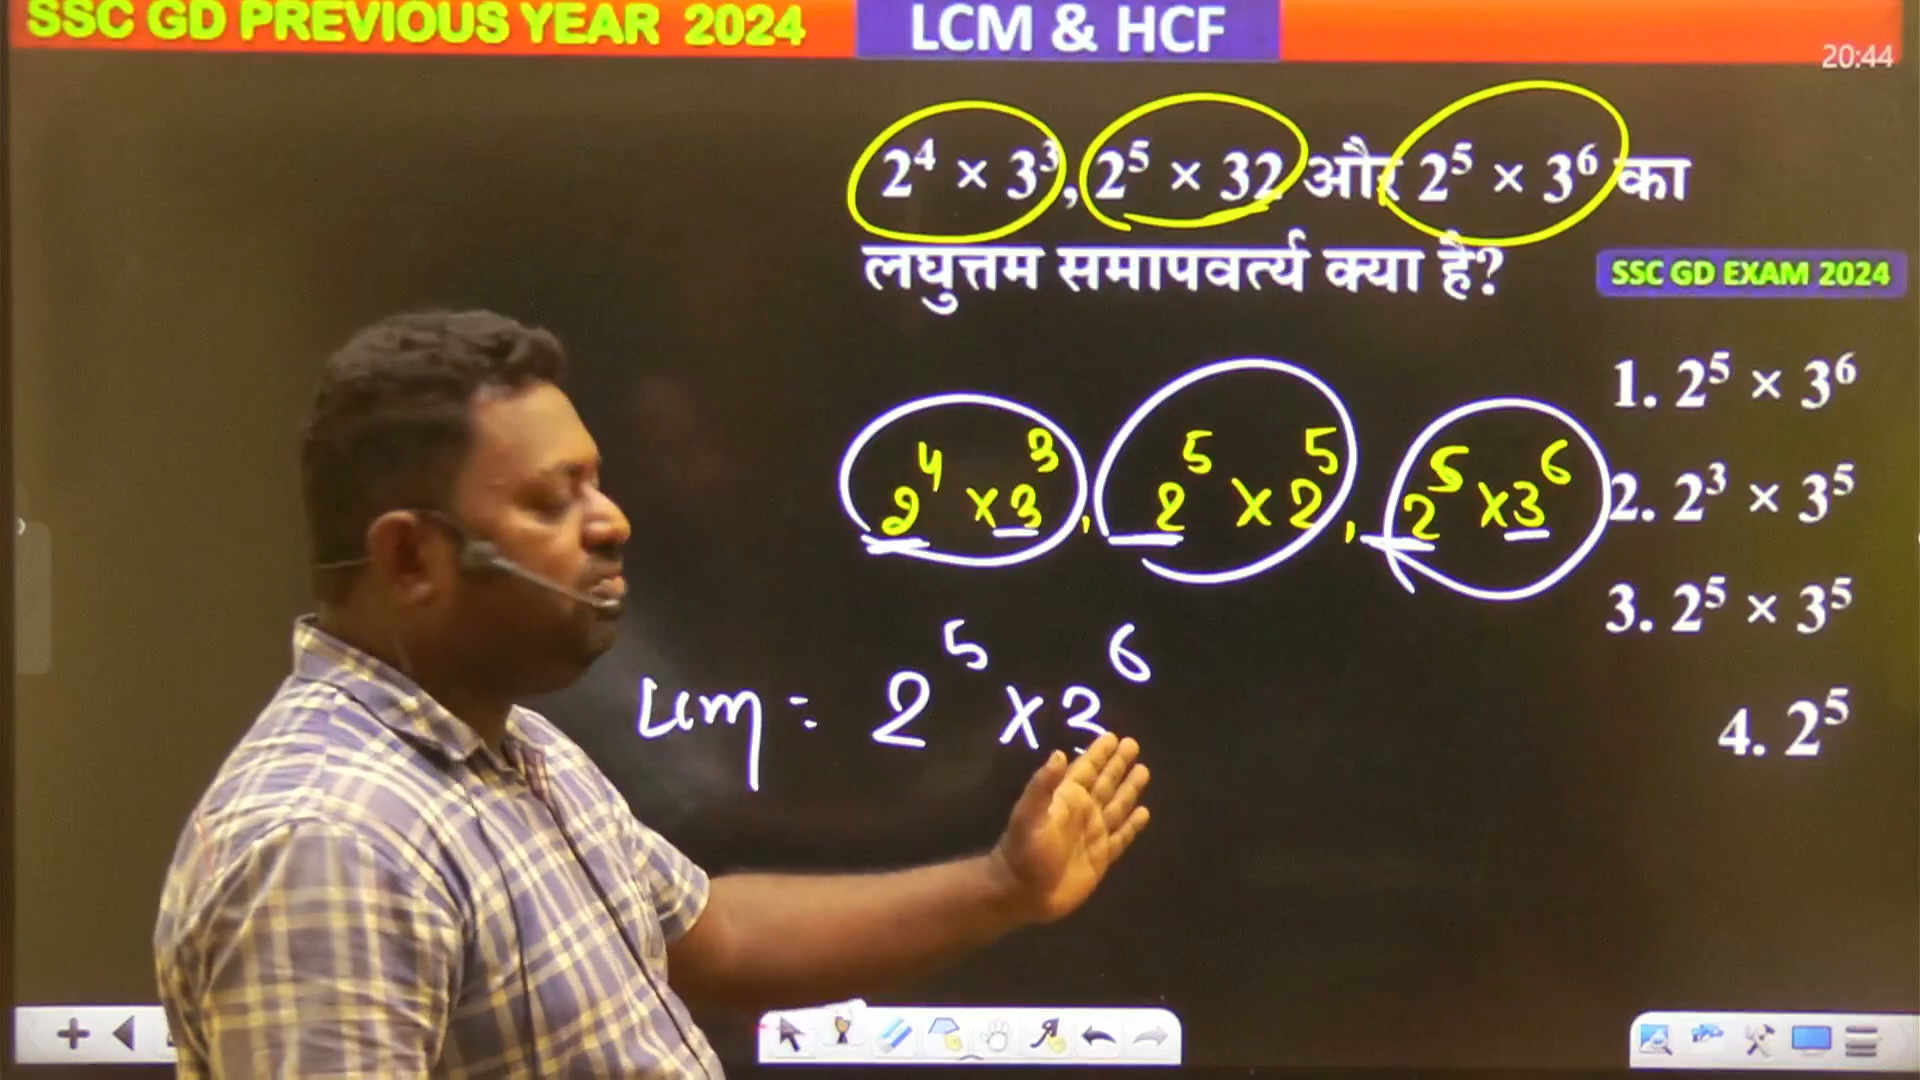 SSC GD PREVIOUS YEAR 2024
LCM & HCF
20:44
2⁴ × 3³, 2⁵ × 32 और 2⁵ × 3⁶ का
लघुत्तम समापवर्त्य क्या है?
SSC GD EXAM 2024
1. 2⁵ × 3⁶
2. 2³ × 3⁵
3. 2⁵ × 3⁵
4. 2⁵
2⁴ × 3³, 2⁵ × 2⁵, 2⁵ × 3⁶
Lcm = 2⁵ × 3⁶